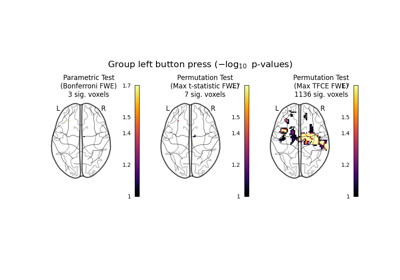 Group left button press (−log₁₀ p-values)
Parametric Test
(Bonferroni FWE)
3 sig. voxels
L R
1.7
1.5
1.4
1.2
1
Permutation Test
(Max t-statistic FWE)
7 sig. voxels
L R
1.7
1.5
1.4
1.2
1
Permutation Test
(Max TFCE FWE)
1136 sig. voxels
L R
1.7
1.5
1.4
1.2
1